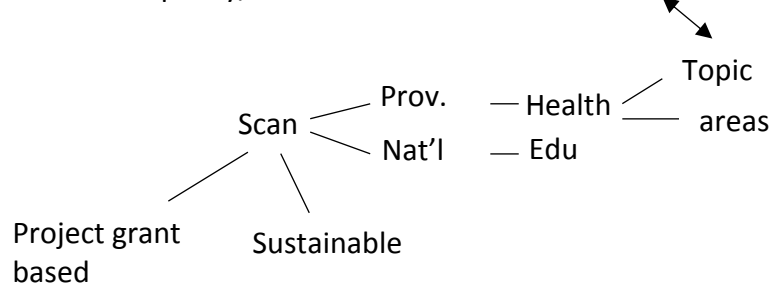 Topic
Prov. Health
areas
Scan
Nat’l Edu
Project grant
based
Sustainable